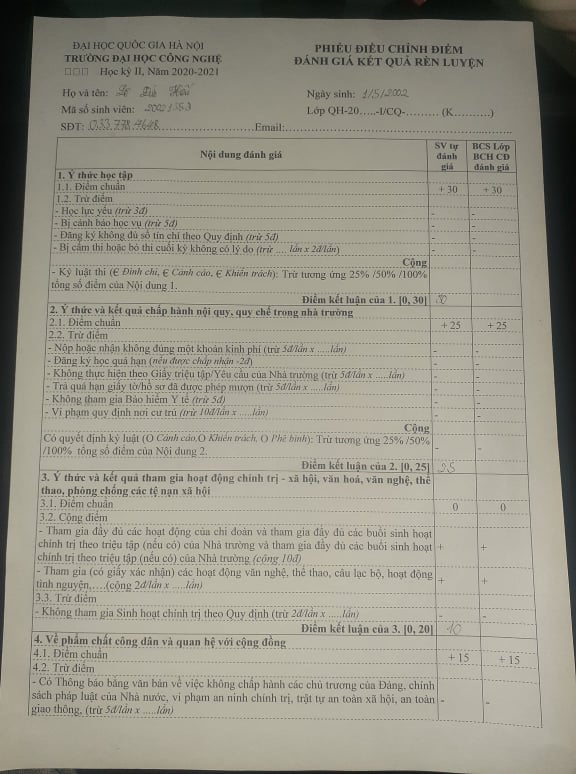 ĐẠI HỌC QUỐC GIA HÀ NỘI
TRƯỜNG ĐẠI HỌC CÔNG NGHỆ
□□□ Học kỳ II, Năm 2020-2021
PHIẾU ĐIỀU CHỈNH ĐIỂM
ĐÁNH GIÁ KẾT QUẢ RÈN LUYỆN
Họ và tên:
Ngày sinh: 1/5/2002
Mã số sinh viên:
Lớp QH-20…..-I/CQ-……… (K………..)
SĐT: Email:
Nội dung đánh giá
SV tự đánh giá
BCS Lớp BCH CĐ đánh giá
1. Ý thức học tập
1.1. Điểm chuẩn +30 +30
1.2. Trừ điểm
- Học lực yếu (trừ 3đ) - -
- Bị cảnh báo học vụ (trừ 5đ) - -
- Đăng ký không đủ số tín chỉ theo Quy định (trừ 5đ) - -
- Bị cấm thi hoặc bỏ thi cuối kỳ không có lý do (trừ .... lần x 2đ/lần) - -
Cộng
- Kỷ luật thi (€ Đình chỉ, € Cảnh cáo, € Khiển trách): Trừ tương ứng 25% /50% /100%
tổng số điểm của Nội dung 1.
Điểm kết luận của 1. [0, 30] 30
2. Ý thức và kết quả chấp hành nội quy, quy chế trong nhà trường
2.1. Điểm chuẩn + 25 + 25
2.2. Trừ điểm
- Nộp hoặc nhận không đúng một khoản kinh phí (trừ 5đ/lần x .....lần) - -
- Đăng ký học quá hạn (nếu được chấp nhận -2đ) - -
- Không thực hiện theo Giấy triệu tập/Yêu cầu của Nhà trường (trừ 5đ/lần x .....lần) - -
- Trả quá hạn giấy tờ/hồ sơ đã được phép mượn (trừ 5đ/lần x .....lần) - -
- Không tham gia Bảo hiểm Y tế (trừ 5đ) - -
- Vi phạm quy định nơi cư trú (trừ 10đ/lần x .....lần) - -
Cộng
Có quyết định kỷ luật (O Cảnh cáo,O Khiển trách, O Phê bình): Trừ tương ứng 25% /50%
/100% tổng số điểm của Nội dung 2. - -
Điểm kết luận của 2. [0, 25] 25
3. Ý thức và kết quả tham gia hoạt động chính trị - xã hội, văn hoá, văn nghệ, thể
thao, phòng chống các tệ nạn xã hội
3.1. Điểm chuẩn 0 0
3.2. Cộng điểm
- Tham gia đầy đủ các hoạt động của chi đoàn và tham gia đầy đủ các buổi sinh hoạt
chính trị theo triệu tập (nếu có) của Nhà trường và tham gia đầy đủ các buổi sinh hoạt + +
chính trị theo triệu tập (nếu có) của Nhà trường (cộng 10đ)
- Tham gia (có giấy xác nhận) các hoạt động văn nghệ, thể thao, câu lạc bộ, hoạt động
tình nguyện,…(cộng 2đ/lần x .....lần) + +
3.3. Trừ điểm
- Không tham gia Sinh hoạt chính trị theo Quy định (trừ 2đ/lần x .....lần)
Điểm kết luận của 3. [0, 20] 10
4. Về phẩm chất công dân và quan hệ với cộng đồng
4.1. Điểm chuẩn + 15 + 15
4.2. Trừ điểm
- Có Thông báo bằng văn bản về việc không chấp hành các chủ trương của Đảng, chính
sách pháp luật của Nhà nước, vi phạm an ninh chính trị, trật tự an toàn xã hội, an toàn - -
giao thông, (trừ 5đ/lần x .....lần)